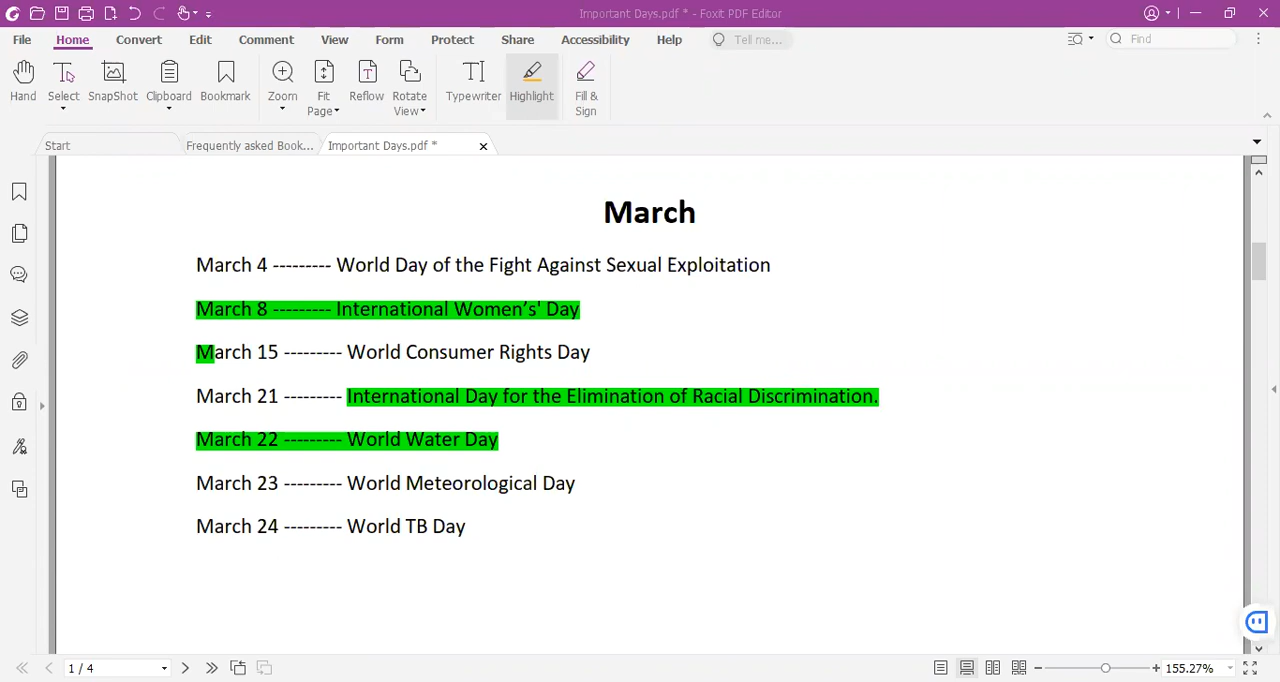 Important Days.pdf * - Foxit PDF Editor
File Home Convert Edit Comment View Form Protect Share Accessibility Help Tell me... Find
Hand Select SnapShot Clipboard Bookmark Zoom Fit Page Reflow Rotate View Typewriter Highlight Fill & Sign
Start Frequently asked Book... Important Days.pdf *
March
March 4 --------- World Day of the Fight Against Sexual Exploitation
March 8 --------- International Women’s' Day
March 15 --------- World Consumer Rights Day
March 21 --------- International Day for the Elimination of Racial Discrimination.
March 22 --------- World Water Day
March 23 --------- World Meteorological Day
March 24 --------- World TB Day
1 / 4 155.27%